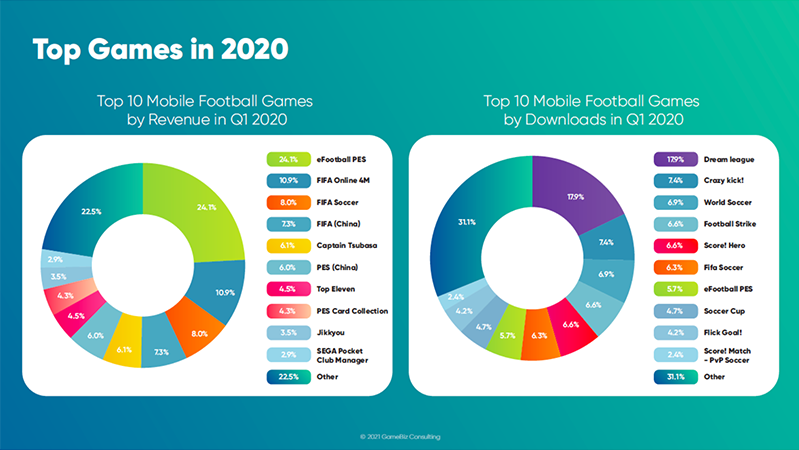 Top Games in 2020
Top 10 Mobile Football Games
by Revenue in Q1 2020
24.1%
10.9%
8.0%
7.3%
6.1%
6.0%
4.5%
4.3%
3.5%
2.9%
22.5%
24.1% eFootball PES
10.9% FIFA Online 4M
8.0% FIFA Soccer
7.3% FIFA (China)
6.1% Captain Tsubasa
6.0% PES (China)
4.5% Top Eleven
4.3% PES Card Collection
3.5% Jikkyou
2.9% SEGA Pocket
Club Manager
22.5% Other
Top 10 Mobile Football Games
by Downloads in Q1 2020
17.9%
7.4%
6.9%
6.6%
6.6%
6.3%
5.7%
4.7%
4.2%
2.4%
31.1%
17.9% Dream league
7.4% Crazy kick!
6.9% World Soccer
6.6% Football Strike
6.6% Score! Hero
6.3% Fifa Soccer
5.7% eFootball PES
4.7% Soccer Cup
4.2% Flick Goal!
2.4% Score! Match
- PvP Soccer
31.1% Other
© 2021 GameBiz Consulting